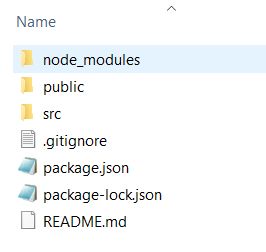 Name
node_modules
public
src
.gitignore
package.json
package-lock.json
README.md